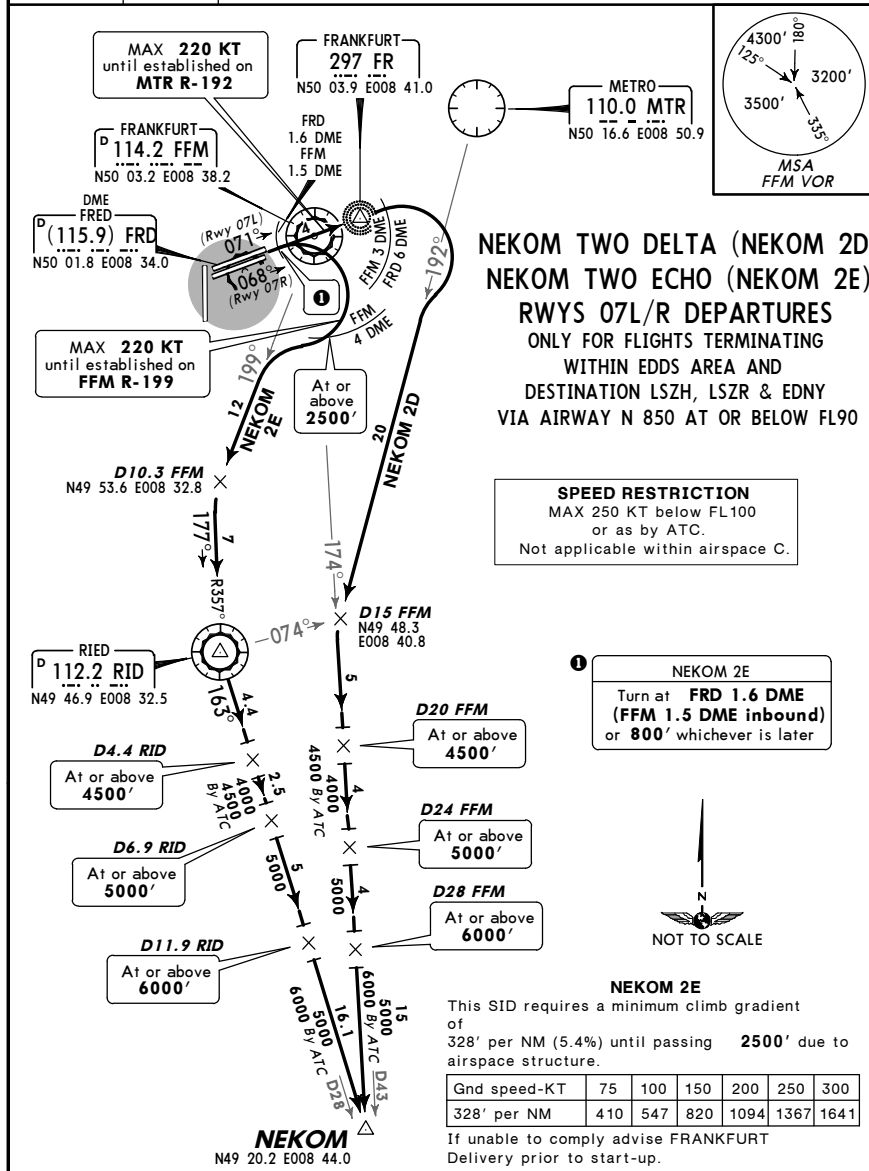 MAX 220 KT
until established on
MTR R-192
FRANKFURT
297 FR
N50 03.9 E008 41.0
METRO
110.0 MTR
N50 16.6 E008 50.9
4300'
180°
125°
3200'
3500'
335°
MSA
FFM VOR
FRANKFURT
D 114.2 FFM
N50 03.2 E008 38.2
FRD
1.6 DME
FFM
1.5 DME
DME
FRED
D (115.9) FRD
N50 01.8 E008 34.0
(Rwy 07L)
071°
068°
(Rwy 07R)
4
FFM 3 DME
FRD 6 DME
192°
1
FFM
4 DME
MAX 220 KT
until established on
FFM R-199
199°
At or
above
2500'
12
NEKOM
2E
20
NEKOM 2D
NEKOM TWO DELTA (NEKOM 2D)
NEKOM TWO ECHO (NEKOM 2E)
RWYS 07L/R DEPARTURES
ONLY FOR FLIGHTS TERMINATING
WITHIN EDDS AREA AND
DESTINATION LSZH, LSZR & EDNY
VIA AIRWAY N 850 AT OR BELOW FL90
D10.3 FFM
N49 53.6 E008 32.8
SPEED RESTRICTION
MAX 250 KT below FL100
or as by ATC.
Not applicable within airspace C.
177°
7
R357°
174°
074°
D15 FFM
N49 48.3
E008 40.8
RIED
D 112.2 RID
N49 46.9 E008 32.5
163°
4.4
5
1
NEKOM 2E
Turn at FRD 1.6 DME
(FFM 1.5 DME inbound)
or 800' whichever is later
D20 FFM
At or above
4500'
D4.4 RID
At or above
4500'
2.5
4000
4500 By ATC
4
4000
4500 By ATC
D24 FFM
At or above
5000'
D6.9 RID
At or above
5000'
5
5000
4
5000
D28 FFM
At or above
6000'
D11.9 RID
At or above
6000'
N
NOT TO SCALE
16.1
5000
6000 By ATC
D28
15
5000
6000 By ATC
D43
NEKOM
N49 20.2 E008 44.0
NEKOM 2E
This SID requires a minimum climb gradient
of
328' per NM (5.4%) until passing 2500' due to
airspace structure.
Gnd speed-KT 75 100 150 200 250 300
328' per NM 410 547 820 1094 1367 1641
If unable to comply advise FRANKFURT
Delivery prior to start-up.